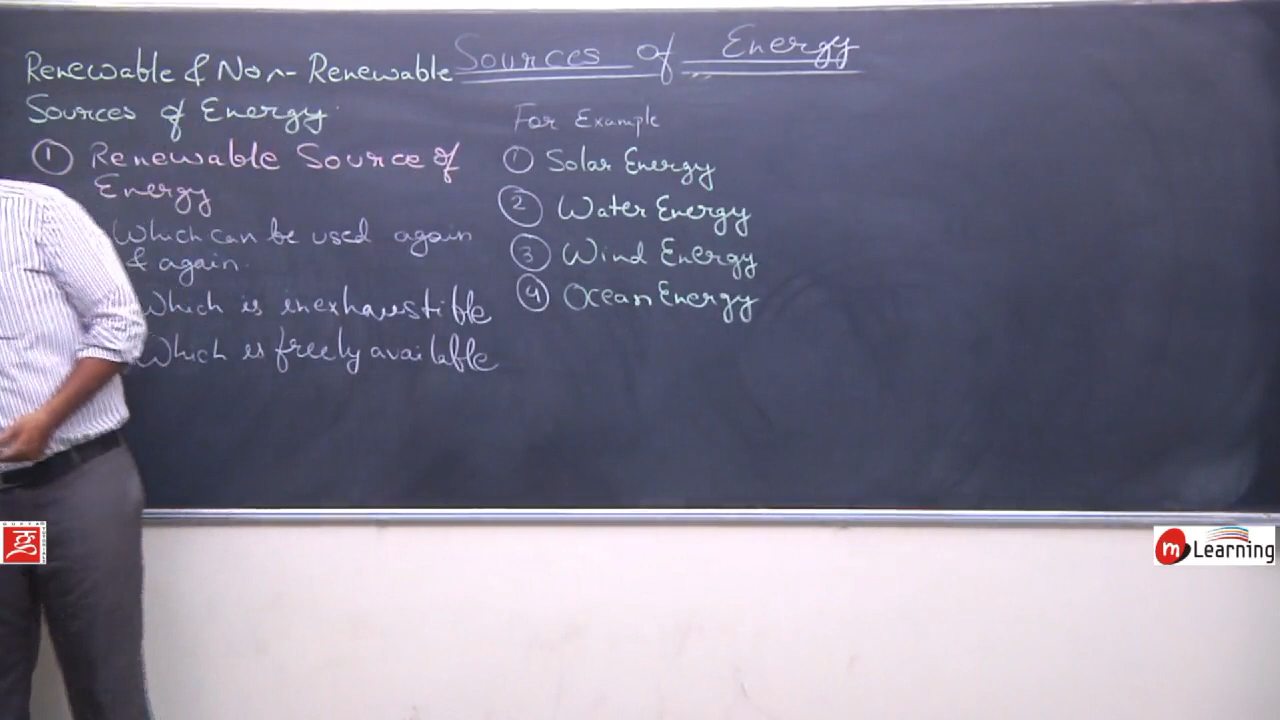 Sources of Energy
Renewable & Non-Renewable
Sources of Energy.
① Renewable Source of
Energy
Which can be used again
& again.
Which is inexhaustible
Which is freely available
For Example
① Solar Energy
② Water Energy
③ Wind Energy
④ Ocean Energy
m Learning